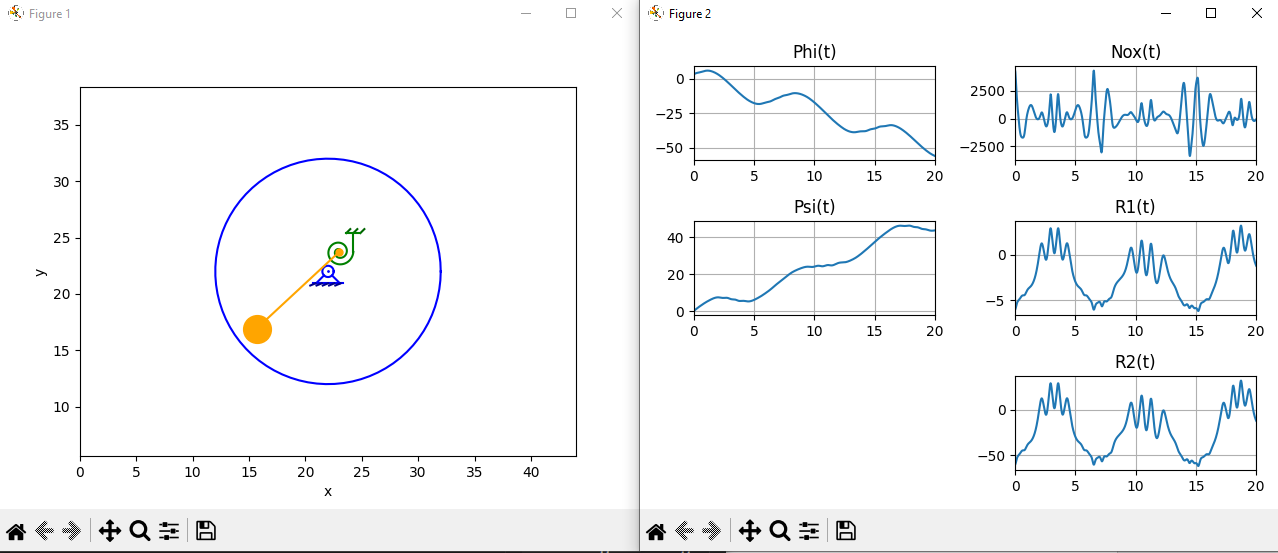 Figure 1
35
30
25
20
15
10
y
0 5 10 15 20 25 30 35 40
x
Figure 2
Phi(t)
0
−25
−50
0 5 10 15 20
Nox(t)
2500
0
−2500
0 5 10 15 20
Psi(t)
40
20
0
0 5 10 15 20
R1(t)
0
−5
0 5 10 15 20
R2(t)
0
−50
0 5 10 15 20